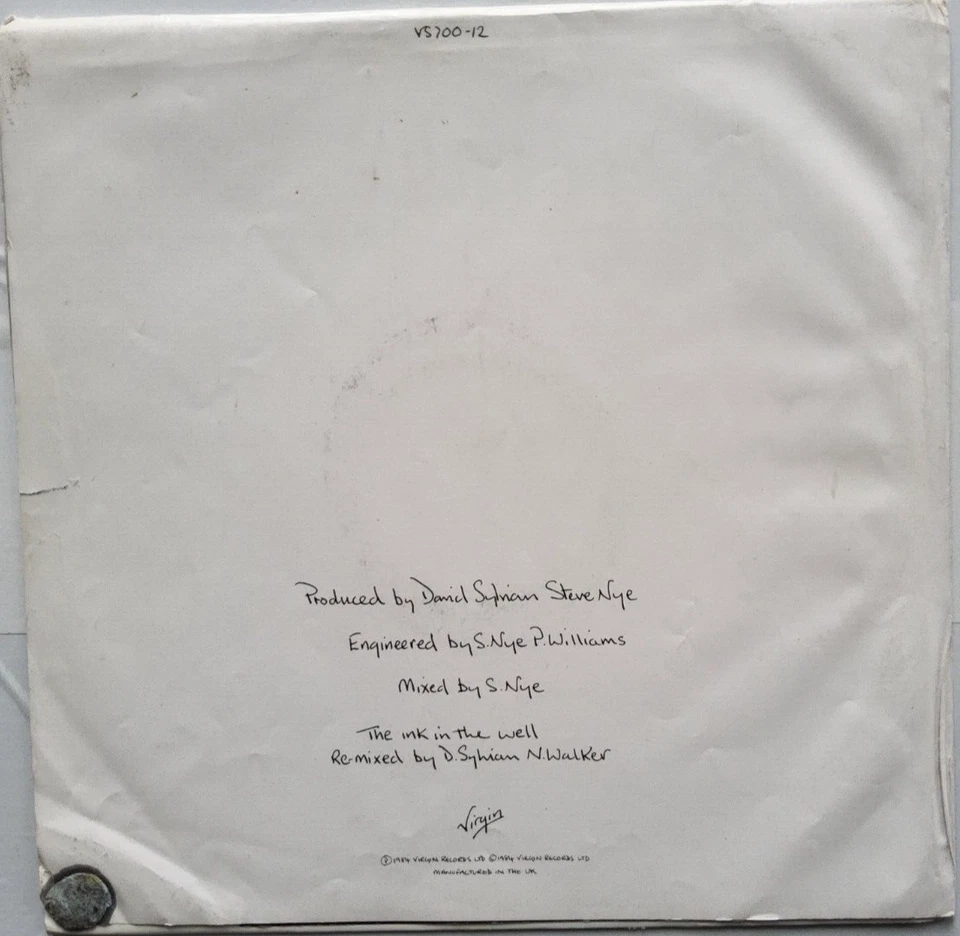 VS700-12
Produced by David Sylvian Steve Nye
Engineered by S.Nye P.Williams
Mixed by S.Nye
The ink in the well
Re-mixed by D.Sylvian N.Walker
Virgin
Ⓟ1984 VIRGIN RECORDS LTD ©1984 VIRGIN RECORDS LTD
MANUFACTURED IN THE UK